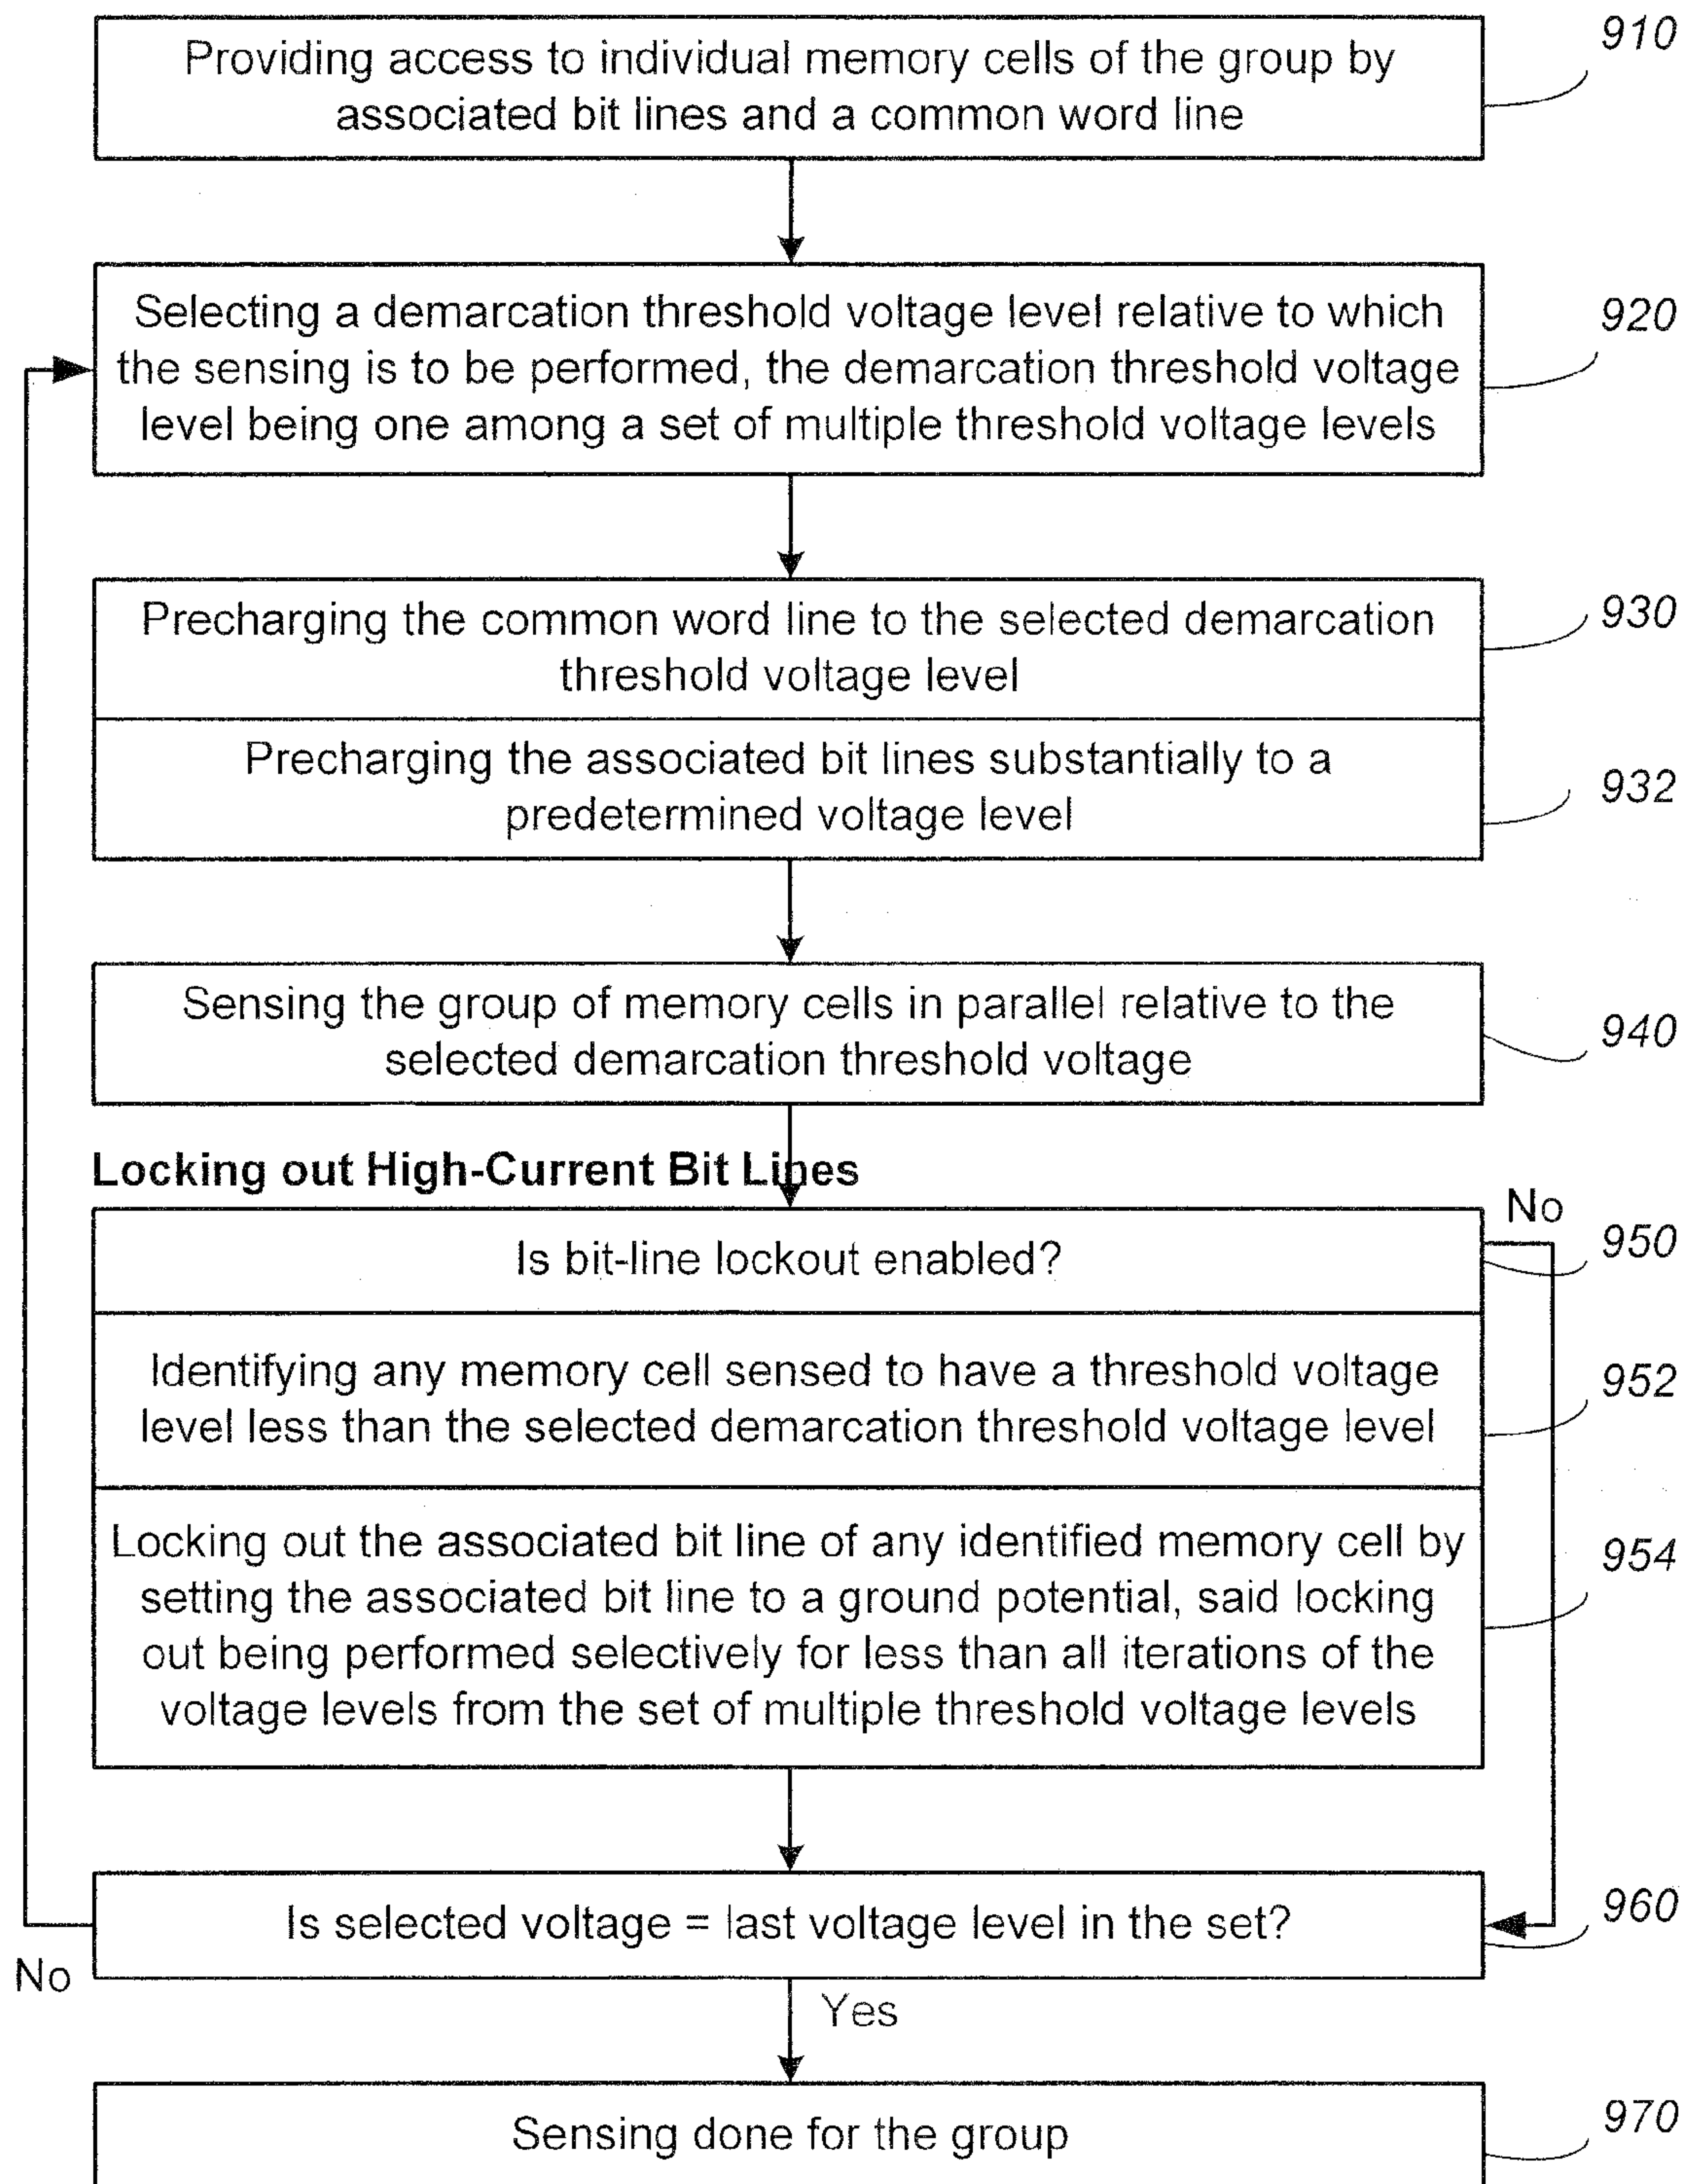 Providing access to individual memory cells of the group by
associated bit lines and a common word line
910
Selecting a demarcation threshold voltage level relative to which
the sensing is to be performed, the demarcation threshold voltage
level being one among a set of multiple threshold voltage levels
920
Precharging the common word line to the selected demarcation
threshold voltage level
930
Precharging the associated bit lines substantially to a
predetermined voltage level
932
Sensing the group of memory cells in parallel relative to the
selected demarcation threshold voltage
940
Locking out High-Current Bit Lines
No
Is bit-line lockout enabled?
950
Identifying any memory cell sensed to have a threshold voltage
level less than the selected demarcation threshold voltage level
952
Locking out the associated bit line of any identified memory cell by
setting the associated bit line to a ground potential, said locking
out being performed selectively for less than all iterations of the
voltage levels from the set of multiple threshold voltage levels
954
Is selected voltage = last voltage level in the set?
960
No
Yes
Sensing done for the group
970